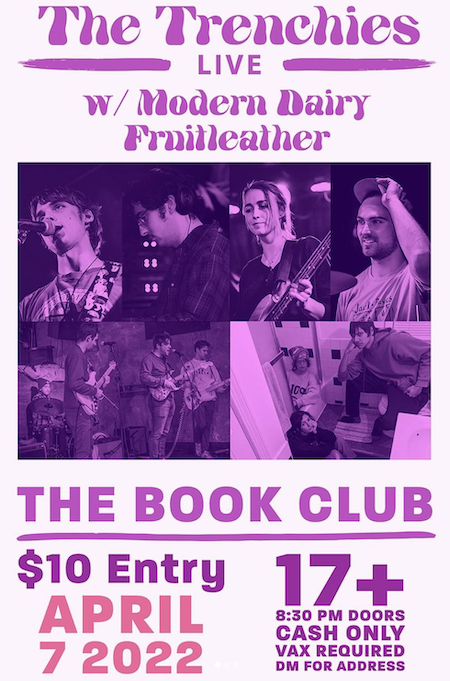 The Trenchies
LIVE
w/ Modern Dairy
Fruitleather
THE BOOK CLUB
$10 Entry
APRIL
7 2022
17+
8:30 PM DOORS
CASH ONLY
VAX REQUIRED
DM FOR ADDRESS